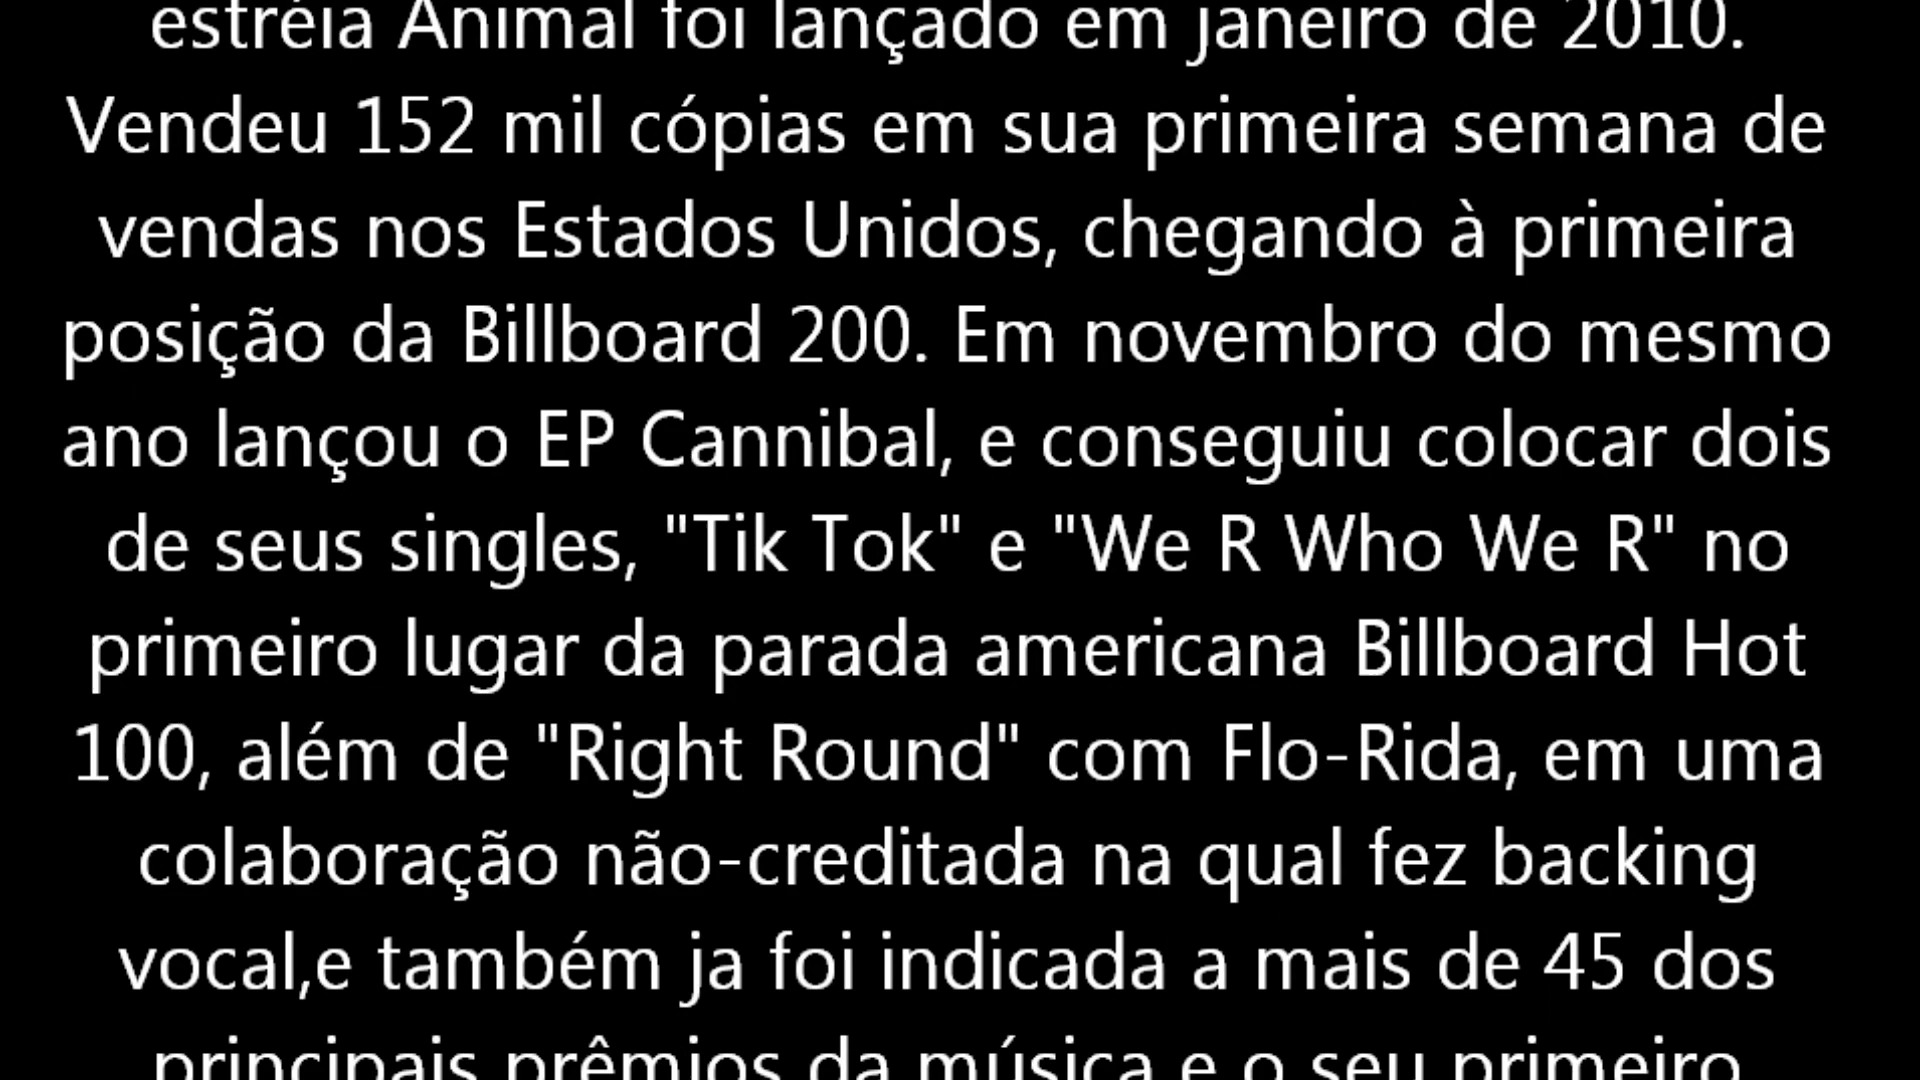 estréia Animal foi lançado em janeiro de 2010.
Vendeu 152 mil cópias em sua primeira semana de
vendas nos Estados Unidos, chegando à primeira
posição da Billboard 200. Em novembro do mesmo
ano lançou o EP Cannibal, e conseguiu colocar dois
de seus singles, "Tik Tok" e "We R Who We R" no
primeiro lugar da parada americana Billboard Hot
100, além de "Right Round" com Flo-Rida, em uma
colaboração não-creditada na qual fez backing
vocal,e também ja foi indicada a mais de 45 dos
principais prêmios da música e o seu primeiro